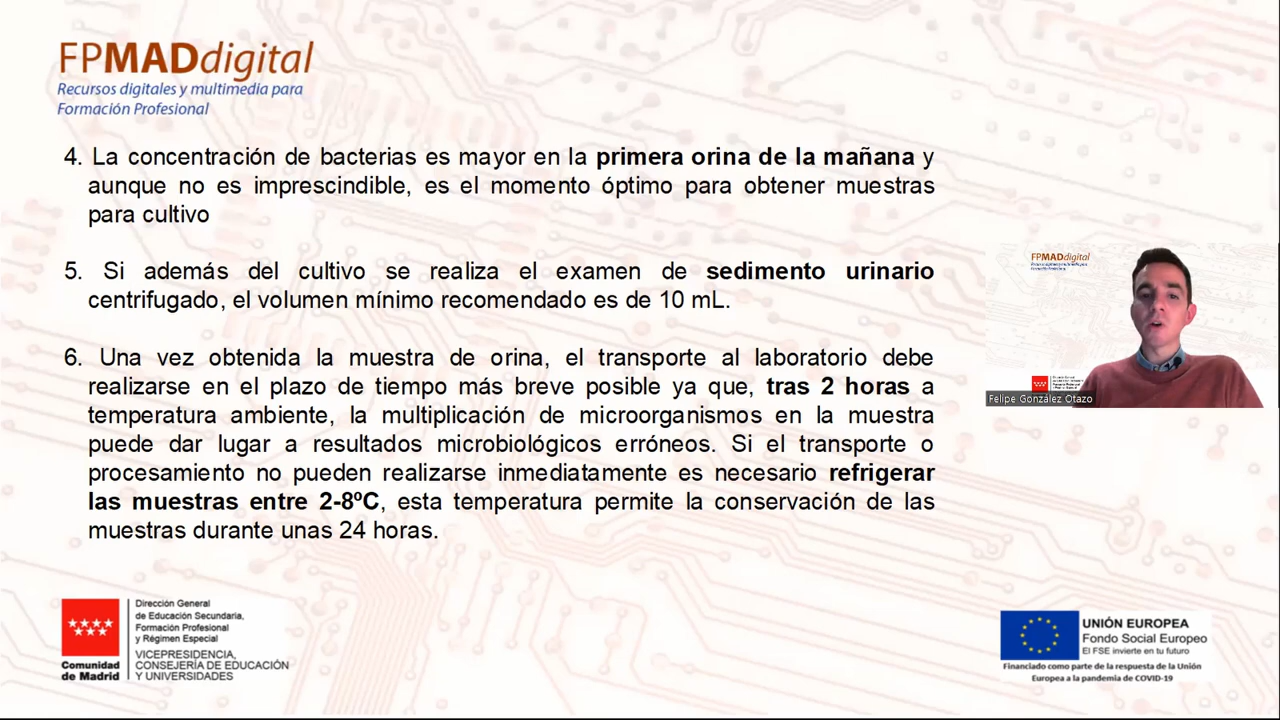 FPMADdigital
Recursos digitales y multimedia para
Formación Profesional
4. La concentración de bacterias es mayor en la primera orina de la mañana y
aunque no es imprescindible, es el momento óptimo para obtener muestras
para cultivo
5. Si además del cultivo se realiza el examen de sedimento urinario
centrifugado, el volumen mínimo recomendado es de 10 mL.
6. Una vez obtenida la muestra de orina, el transporte al laboratorio debe
realizarse en el plazo de tiempo más breve posible ya que, tras 2 horas a
temperatura ambiente, la multiplicación de microorganismos en la muestra
puede dar lugar a resultados microbiológicos erróneos. Si el transporte o
procesamiento no pueden realizarse inmediatamente es necesario refrigerar
las muestras entre 2-8ºC, esta temperatura permite la conservación de las
muestras durante unas 24 horas.
FPMADdigital
Felipe González Otazo
Comunidad
de Madrid
Dirección General
de Educación Secundaria,
Formación Profesional
y Régimen Especial
VICEPRESIDENCIA,
CONSEJERÍA DE EDUCACIÓN
Y UNIVERSIDADES
UNIÓN EUROPEA
Fondo Social Europeo
El FSE invierte en tu futuro
Financiado como parte de la respuesta de la Unión
Europea a la pandemia de COVID-19